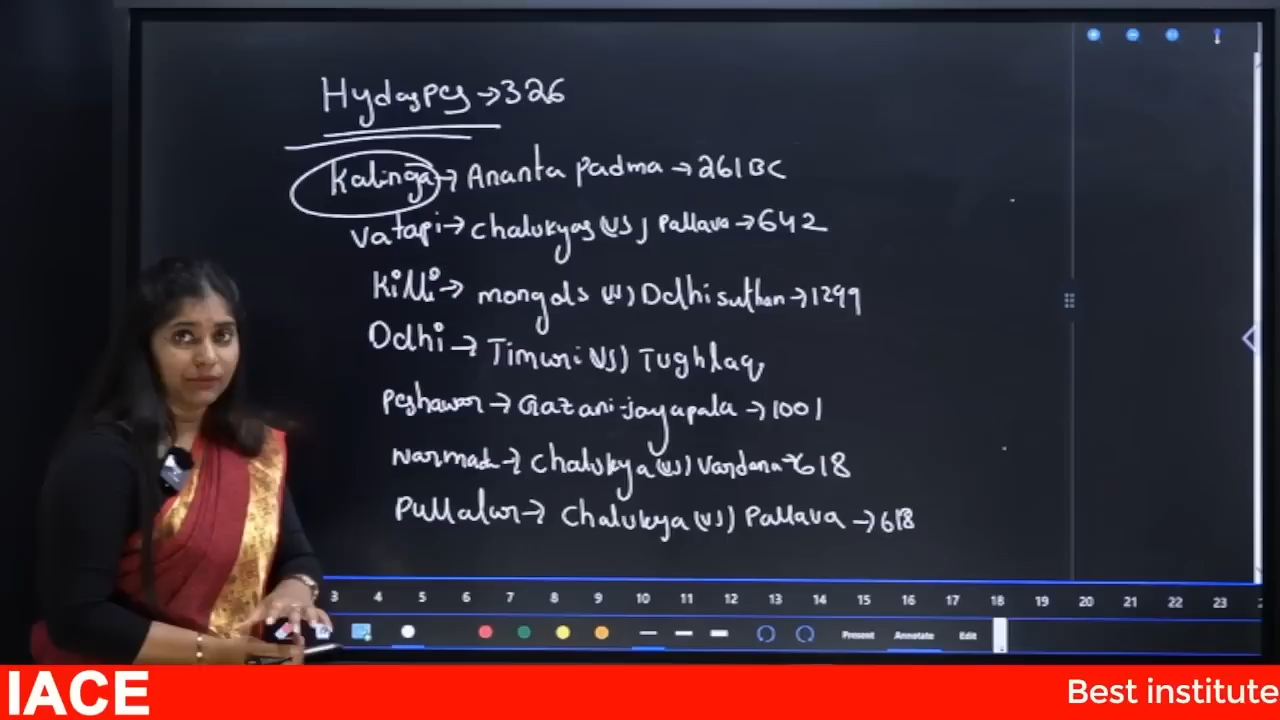 Hydaspes → 326
Kalinga → Ananta Padma → 261 BC
Vatapi → Chalukyas (vs) Pallava → 642
Killi → mongols (vs) Delhi sulthan → 1299
Delhi → Timuri (vs) Tughlaq
Peshawar → Gazani - jayapala → 1001
Narmada → Chalukya (vs) Vardana → 618
Pullalur → Chalukya (vs) Pallava → 618
3 4 5 6 7 8 9 10 11 12 13 14 15 16 17 18 19 20 21 22 23
Present Annotate Edit
IACE Best institute